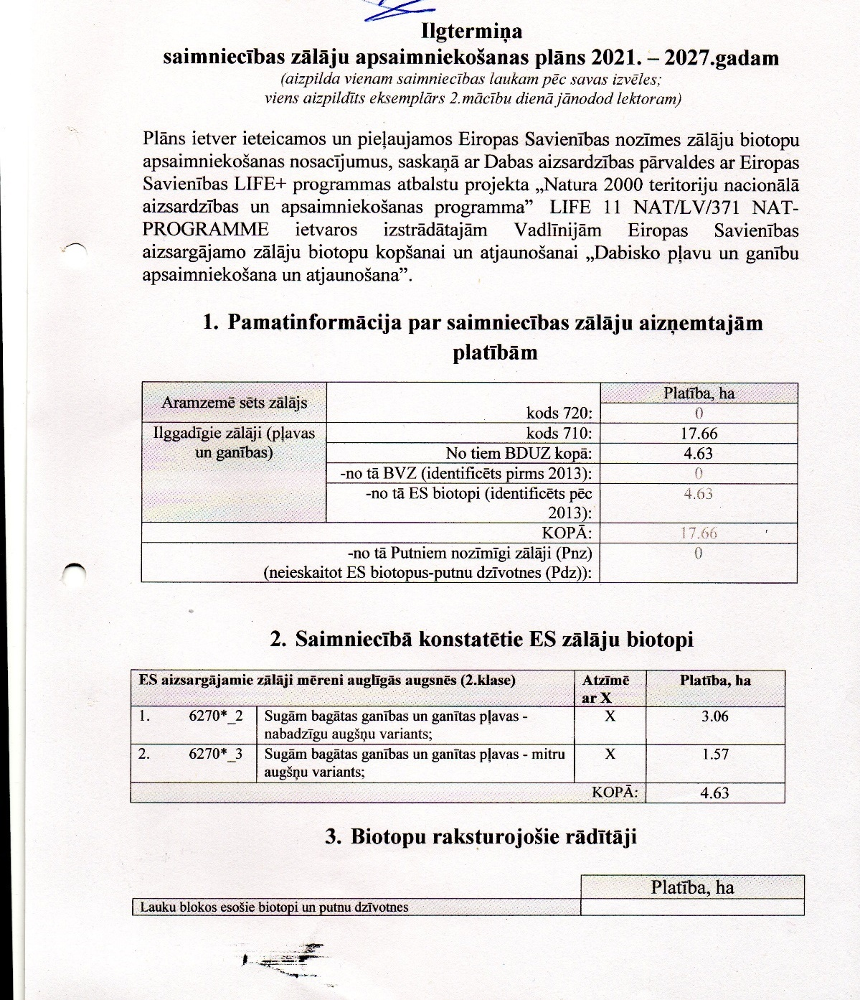 Ilgtermiņa
saimniecības zālāju apsaimniekošanas plāns 2021. – 2027.gadam
(aizpilda vienam saimniecības laukam pēc savas izvēles;
viens aizpildīts eksemplārs 2.mācību dienā jānodod lektoram)
Plāns ietver ieteicamos un pieļaujamos Eiropas Savienības nozīmes zālāju biotopu
apsaimniekošanas nosacījumus, saskaņā ar Dabas aizsardzības pārvaldes ar Eiropas
Savienības LIFE+ programmas atbalstu projekta „Natura 2000 teritoriju nacionālā
aizsardzības un apsaimniekošanas programma” LIFE 11 NAT/LV/371 NAT-
PROGRAMME ietvaros izstrādātajām Vadlīnijām Eiropas Savienības
aizsargājamo zālāju biotopu kopšanai un atjaunošanai „Dabisko pļavu un ganību
apsaimniekošana un atjaunošana”.
1. Pamatinformācija par saimniecības zālāju aizņemtajām
platībām
Platība, ha
Aramzemē sēts zālājs
kods 720: 0
Ilggadīgie zālāji (pļavas kods 710: 17.66
un ganības) No tiem BDUZ kopā: 4.63
-no tā BVZ (identificēts pirms 2013): 0
-no tā ES biotopi (identificēts pēc 4.63
2013):
KOPĀ: 17.66
-no tā Putniem nozīmīgi zālāji (Pnz) 0
(neieskaitot ES biotopus-putnu dzīvotnes (Pdz)):
2. Saimniecībā konstatētie ES zālāju biotopi
ES aizsargājamie zālāji mēreni auglīgās augsnēs (2.klase) Atzīmē Platība, ha
ar X
1. 6270*_2 Sugām bagātas ganības un ganītas pļavas - X 3.06
nabadzīgu augšņu variants;
2. 6270*_3 Sugām bagātas ganības un ganītas pļavas - mitru X 1.57
augšņu variants;
KOPĀ: 4.63
3. Biotopu raksturojošie rādītāji
Platība, ha
Lauku blokos esošie biotopi un putnu dzīvotnes